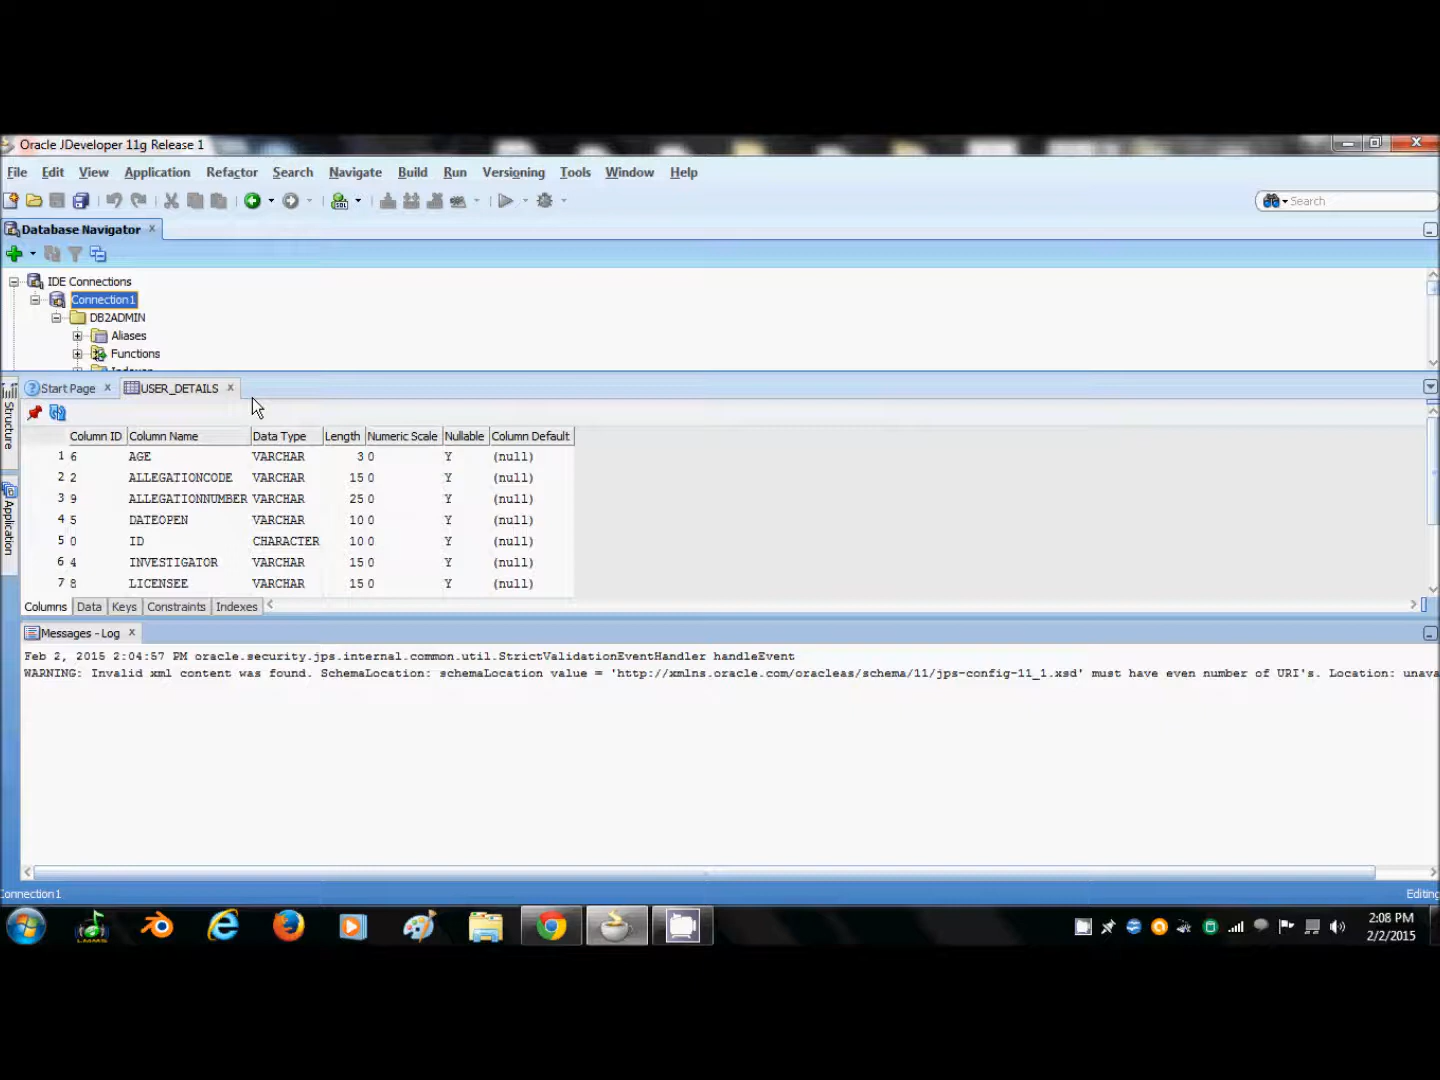 Oracle JDeveloper 11g Release 1
File Edit View Application Refactor Search Navigate Build Run Versioning Tools Window Help
Search
Database Navigator
IDE Connections
Connection1
DB2ADMIN
Aliases
Functions
Start Page USER_DETAILS
Structure
Application
Column ID Column Name Data Type Length Numeric Scale Nullable Column Default
1 6 AGE VARCHAR 3 0 Y (null)
2 2 ALLEGATIONCODE VARCHAR 15 0 Y (null)
3 9 ALLEGATIONNUMBER VARCHAR 25 0 Y (null)
4 5 DATEOPEN VARCHAR 10 0 Y (null)
5 0 ID CHARACTER 10 0 Y (null)
6 4 INVESTIGATOR VARCHAR 15 0 Y (null)
7 8 LICENSEE VARCHAR 15 0 Y (null)
Columns Data Keys Constraints Indexes
Messages - Log
Feb 2, 2015 2:04:57 PM oracle.security.jps.internal.common.util.StrictValidationEventHandler handleEvent
WARNING: Invalid xml content was found. SchemaLocation: schemaLocation value = 'http://xmlns.oracle.com/oracleas/schema/11/jps-config-11_1.xsd' must have even number of URI's. Location: unava
Connection1 Editing
LMMS
2:08 PM
2/2/2015